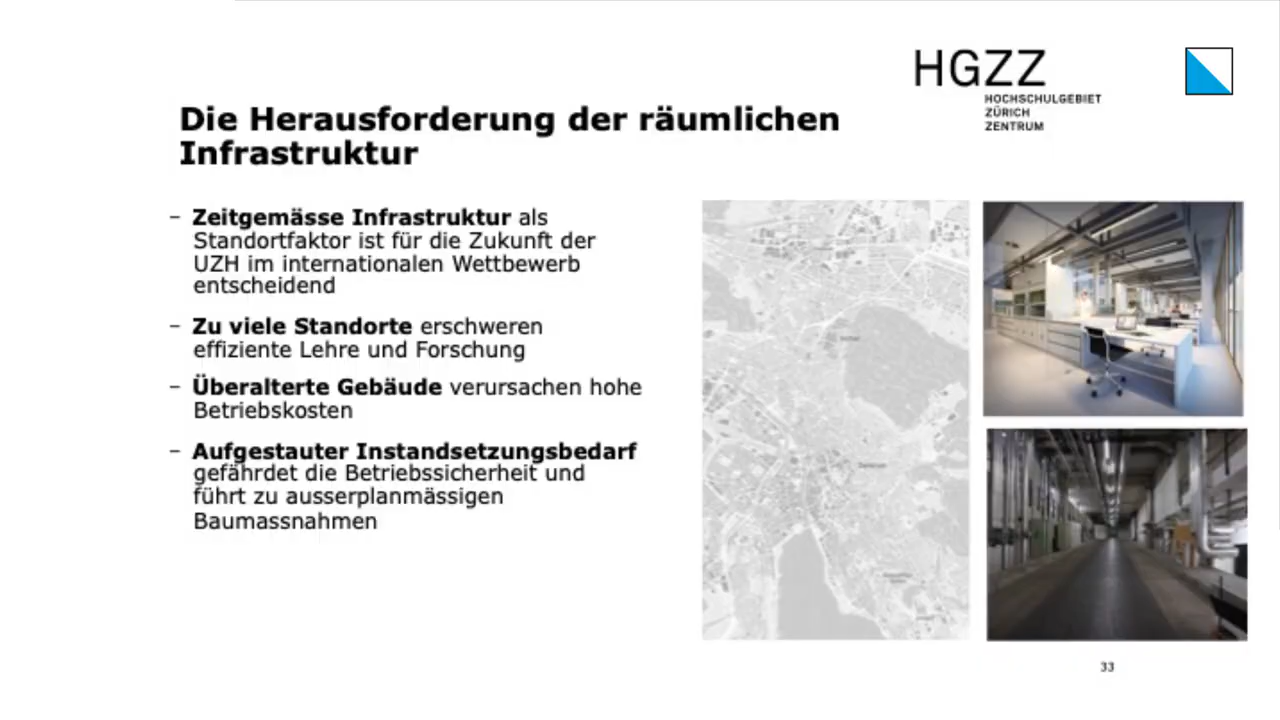 HGZZ
HOCHSCHULGEBIET
ZÜRICH
ZENTRUM
Die Herausforderung der räumlichen
Infrastruktur
– Zeitgemässe Infrastruktur als
Standortfaktor ist für die Zukunft der
UZH im internationalen Wettbewerb
entscheidend
– Zu viele Standorte erschweren
effiziente Lehre und Forschung
– Überalterte Gebäude verursachen hohe
Betriebskosten
– Aufgestauter Instandsetzungsbedarf
gefährdet die Betriebssicherheit und
führt zu ausserplanmässigen
Baumassnahmen
Zentrum
33